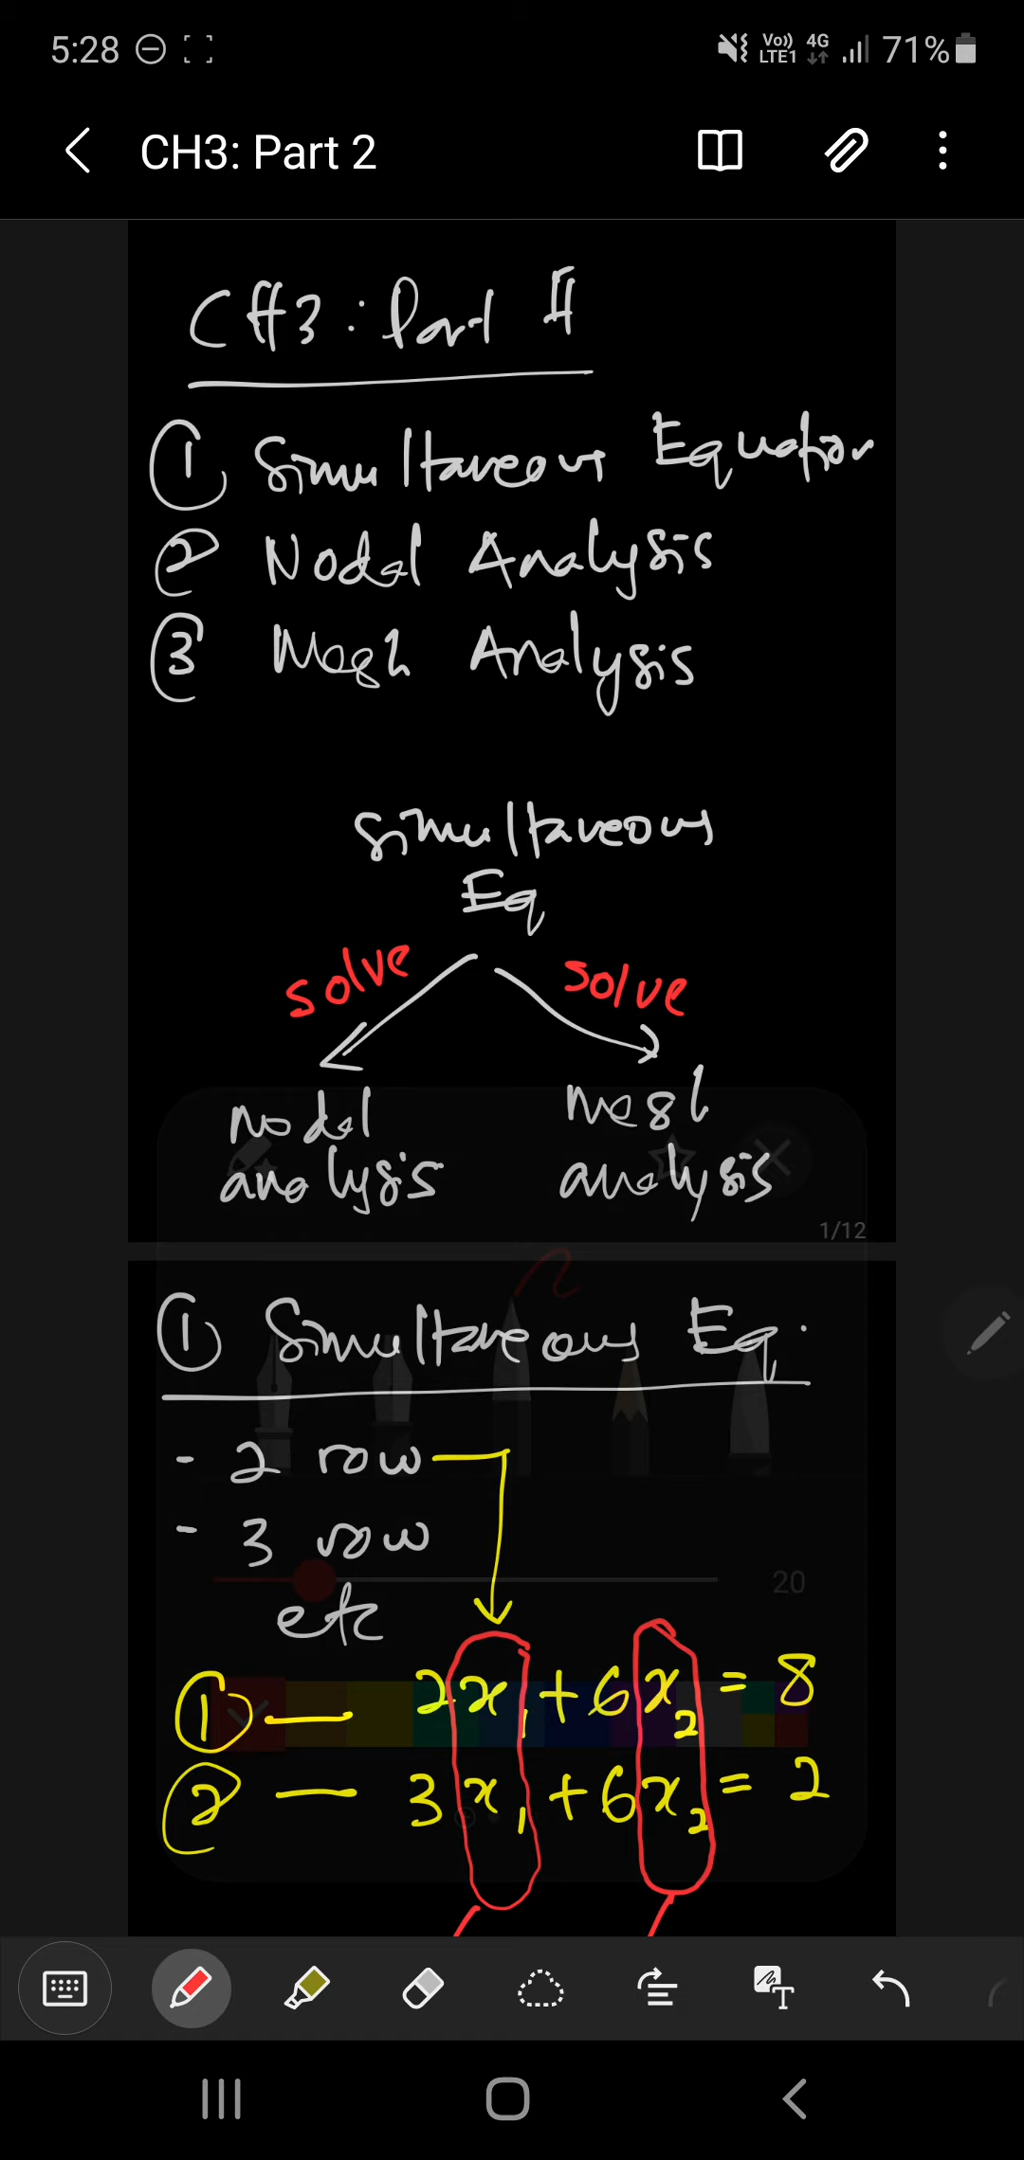 5:28 Vo)) LTE1 4G 71%
CH3: Part 2
CH3: Part II
① Simultaneous Equation
② Nodal Analysis
③ Mesh Analysis
simultaneous
Eq
solve solve
nodal mesh
analysis analysis
1/12
① Simultaneous Eq.
- 2 row
- 3 row
20
etc
① — 2x₁ + 6x₂ = 8
② — 3x₁ + 6x₂ = 2
T